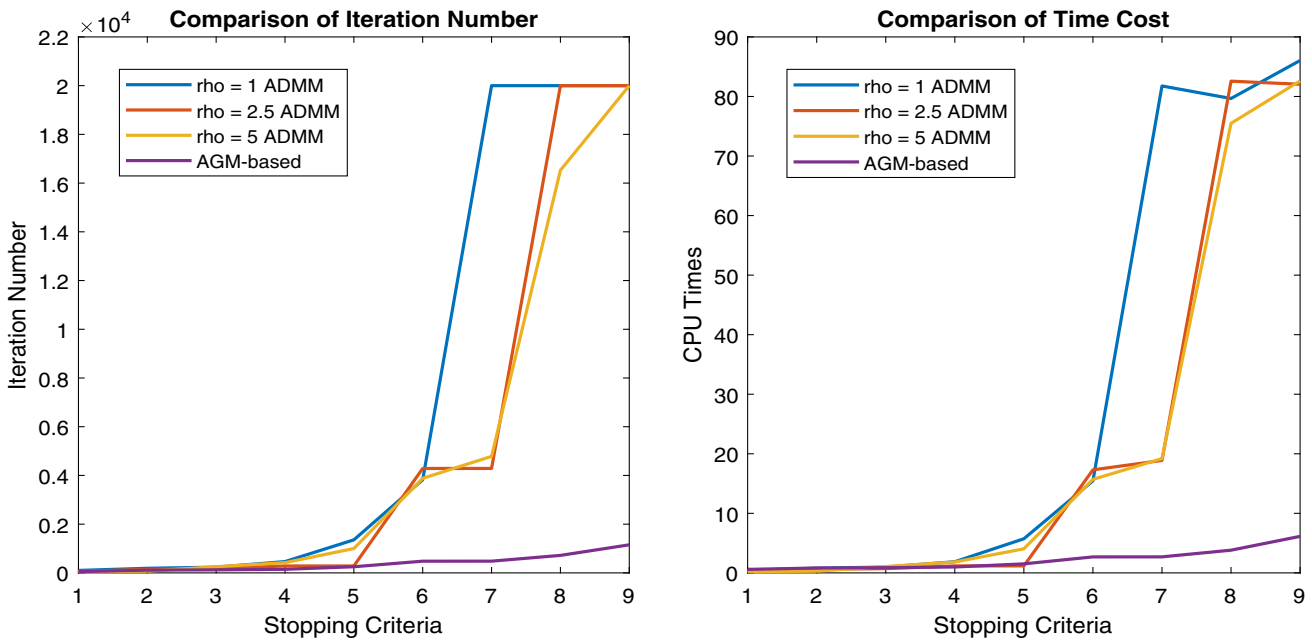 Comparison of Iteration Number
×10⁴
2.2
2
1.8
1.6
1.4
1.2
1
0.8
0.6
0.4
0.2
0
Iteration Number
rho = 1 ADMM
rho = 2.5 ADMM
rho = 5 ADMM
AGM-based
1 2 3 4 5 6 7 8 9
Stopping Criteria
Comparison of Time Cost
90
80
70
60
50
40
30
20
10
0
CPU Times
rho = 1 ADMM
rho = 2.5 ADMM
rho = 5 ADMM
AGM-based
1 2 3 4 5 6 7 8 9
Stopping Criteria